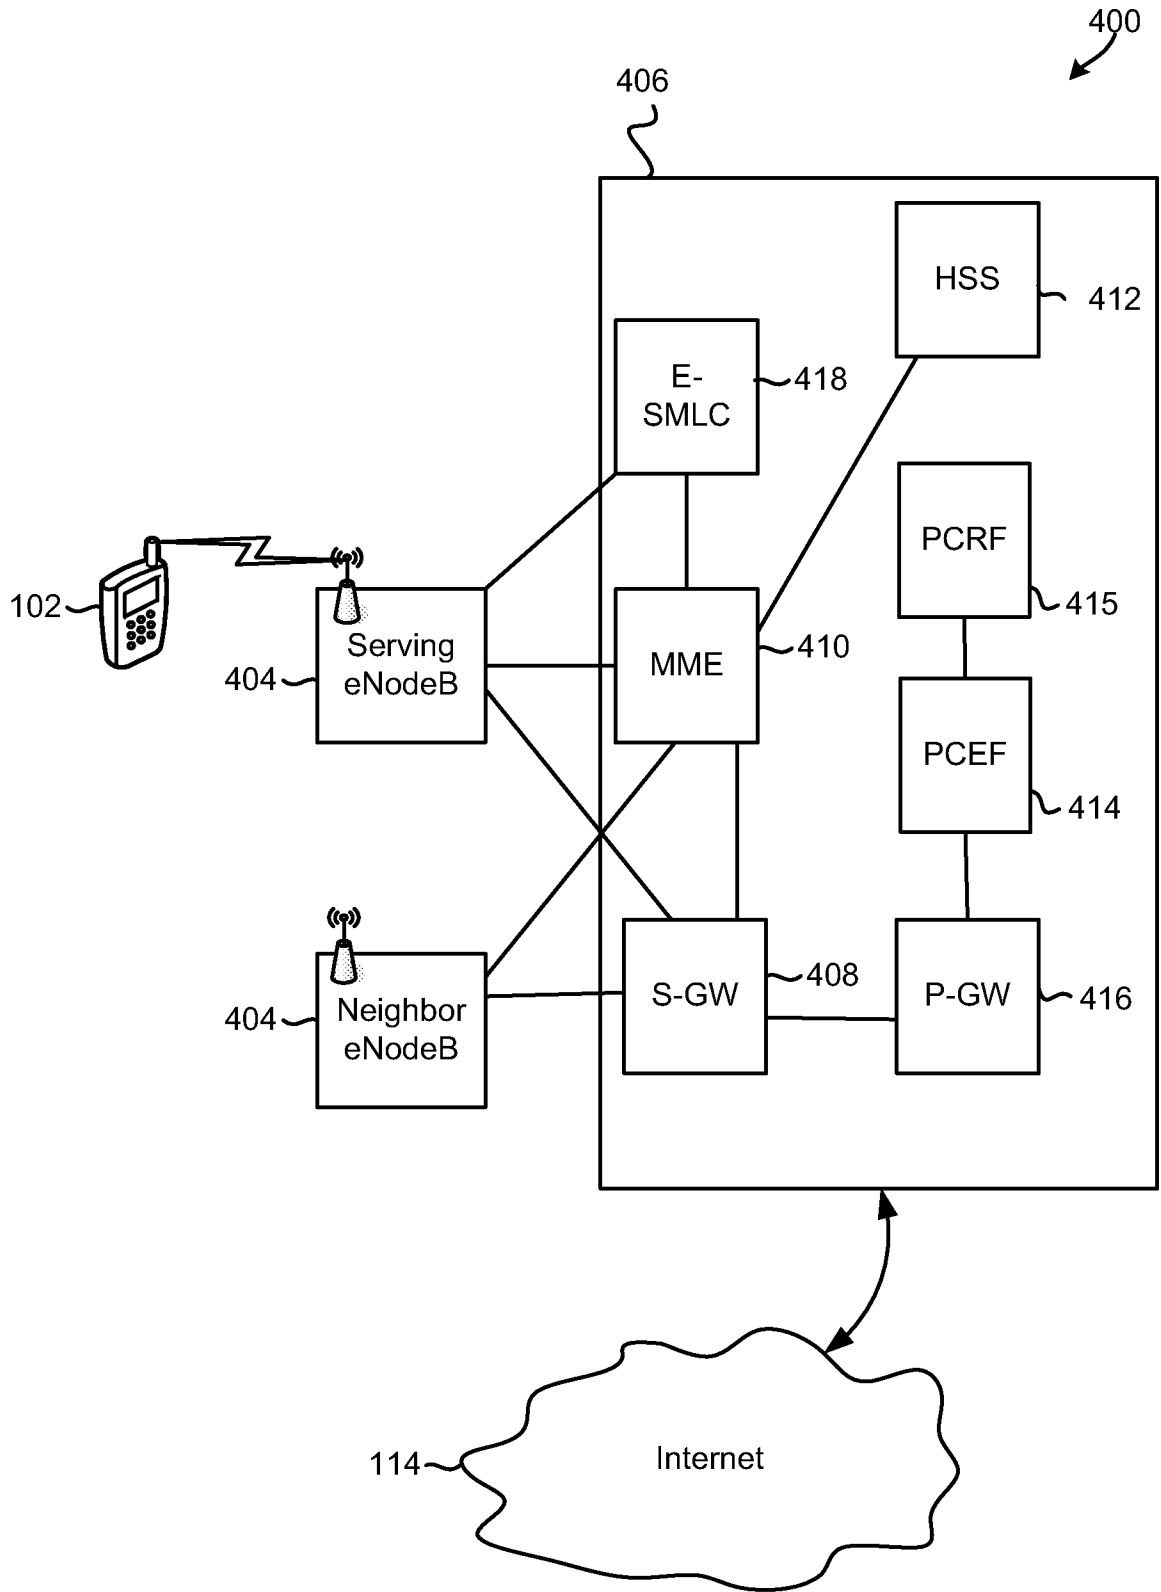 400
406
HSS
412
E-
SMLC
418
PCRF
415
102
Serving
eNodeB
404
MME
410
PCEF
414
Neighbor
eNodeB
404
S-GW
408
P-GW
416
Internet
114